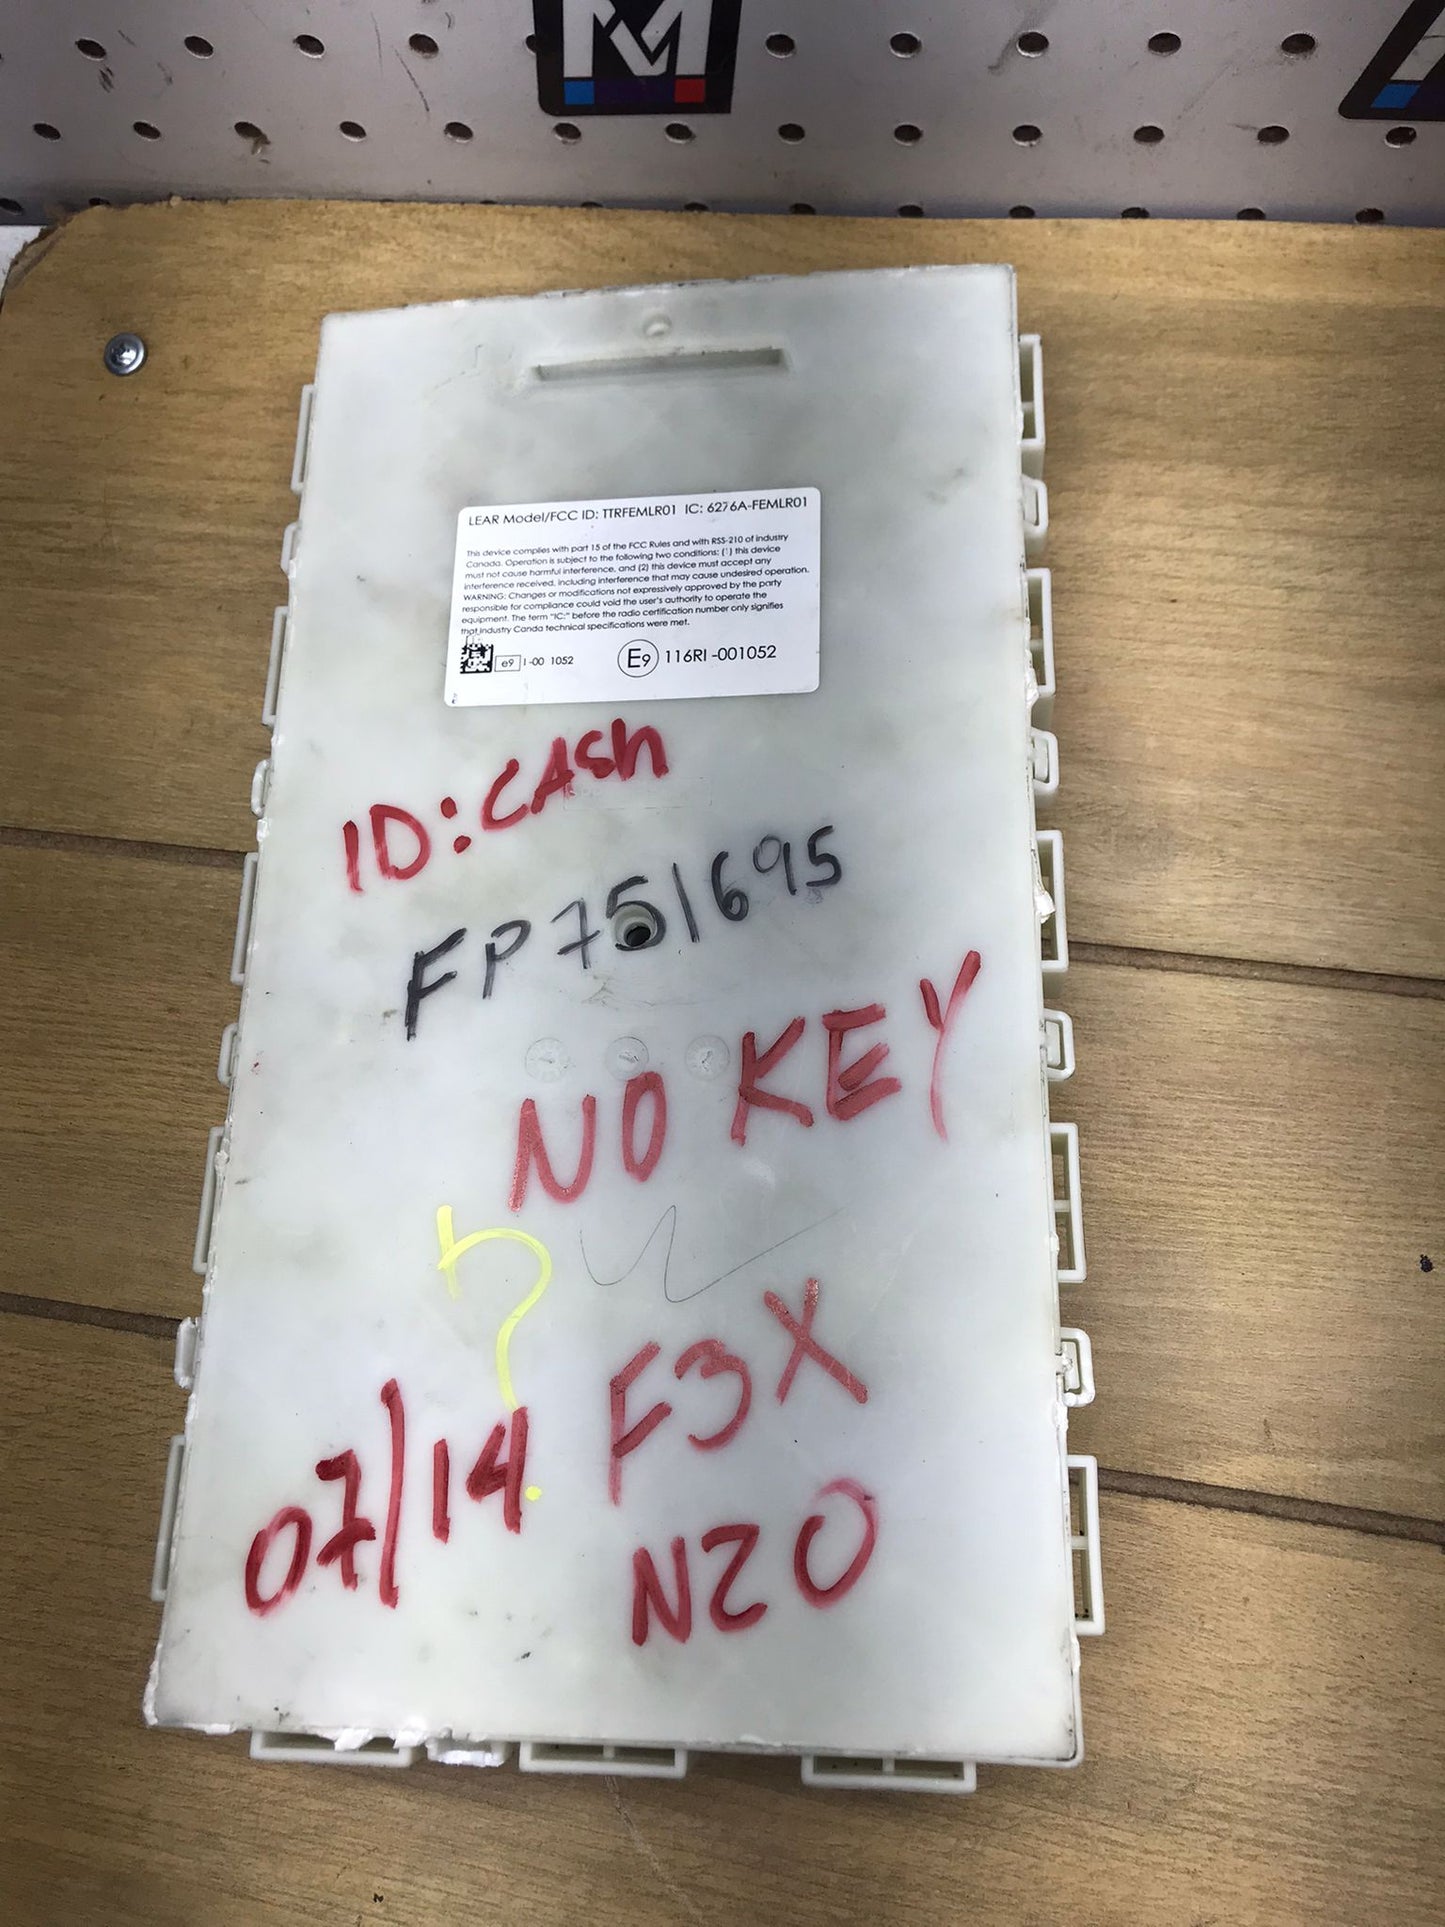 M
LEAR Model/FCC ID: TTRFEMLR01 IC: 6276A-FEMLR01
This device complies with part 15 of the FCC Rules and with RSS-210 of Industry
Canada. Operation is subject to the following two conditions: (1) this device
must not cause harmful interference, and (2) this device must accept any
interference received, including interference that may cause undesired operation.
WARNING: Changes or modifications not expressively approved by the party
responsible for compliance could void the user's authority to operate the
equipment. The term "IC:" before the radio certification number only signifies
that Industry Canda technical specifications were met.
e9 1-00 1052 E9 116RI -001052
ID: CASh
FP751695
NO KEY
?
F3X
07/14
N20